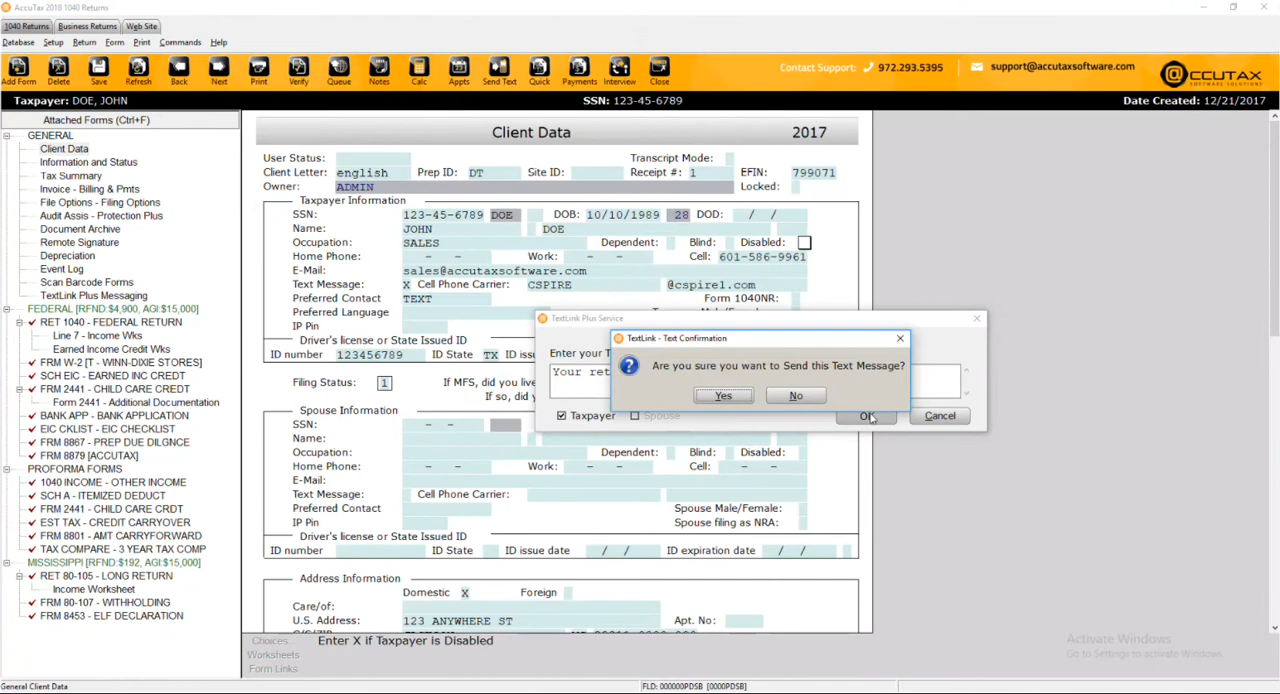 AccuTax 2018 1040 Returns
1040 Returns Business Returns Web Site
Database Setup Return Form Print Commands Help
Add Form Delete Save Refresh Back Next Print Verify Queue Notes Calc Appts Send Text Quick Payments Interview Close
Contact Support: 972.293.5395 support@accutaxsoftware.com @CCUTAX
SOFTWARE SOLUTIONS
Taxpayer: DOE, JOHN SSN: 123-45-6789 Date Created: 12/21/2017
Attached Forms (Ctrl+F)
GENERAL
Client Data
Information and Status
Tax Summary
Invoice - Billing & Pmts
File Options - Filing Options
Audit Assis - Protection Plus
Document Archive
Remote Signature
Depreciation
Event Log
Scan Barcode Forms
TextLink Plus Messaging
FEDERAL [RFND:$4,900, AGI:$15,000]
RET 1040 - FEDERAL RETURN
Line 7 - Income Wks
Earned Income Credit Wks
FRM W-2 [T - WINN-DIXIE STORES]
SCH EIC - EARNED INC CREDIT
FRM 2441 - CHILD CARE CREDT
Form 2441 - Additional Documentation
BANK APP - BANK APPLICATION
EIC CKLIST - EIC CHECKLIST
FRM 8867 - PREP DUE DILGNCE
FRM 8879 [ACCUTAX]
PROFORMA FORMS
1040 INCOME - OTHER INCOME
SCH A - ITEMIZED DEDUCT
FRM 2441 - CHILD CARE CRDT
EST TAX - CREDIT CARRYOVER
FRM 8801 - AMT CARRYFORWARD
TAX COMPARE - 3 YEAR TAX COMP
MISSISSIPPI [RFND:$192, AGI:$15,000]
RET 80-105 - LONG RETURN
Income Worksheet
FRM 80-107 - WITHHOLDING
FRM 8453 - ELF DECLARATION
Client Data 2017
User Status: Transcript Mode:
Client Letter: english Prep ID: DT Site ID: Receipt #: 1 EFIN: 799071
Owner: ADMIN Locked:
Taxpayer Information
SSN: 123-45-6789 DOE DOB: 10/10/1989 28 DOD: / /
Name: JOHN DOE
Occupation: SALES Dependent: Blind: Disabled:
Home Phone: - - Work: - - Cell: 601-586-9961
E-Mail: sales@accutaxsoftware.com
Text Message: X Cell Phone Carrier: CSPIRE @cspire1.com
Preferred Contact TEXT Form 1040NR:
Preferred Language
IP Pin
Driver's license or State Issued ID
ID number 123456789 ID State TX ID issu
Filing Status: 1 If MFS, did you live
If so, did y
TextLink Plus Service
Enter your T
Your ret
Taxpayer Spouse OK Cancel
TextLink - Text Confirmation
Are you sure you want to Send this Text Message?
Yes No
Spouse Information
SSN: - -
Name:
Occupation: Dependent: Blind: Disabled:
Home Phone: - - Work: - - Cell: - -
E-Mail:
Text Message: Cell Phone Carrier:
Preferred Contact Spouse Male/Female:
IP Pin Spouse filing as NRA:
Driver's license or State Issued ID
ID number ID State ID issue date / / ID expiration date / /
Address Information
Domestic X Foreign
Care/of:
U.S. Address: 123 ANYWHERE ST Apt. No:
Choices Enter X if Taxpayer is Disabled
Worksheets
Form Links
Activate Windows
Go to Settings to activate Windows.
General Client Data FLD: 000000PDSB [0000PDSB]